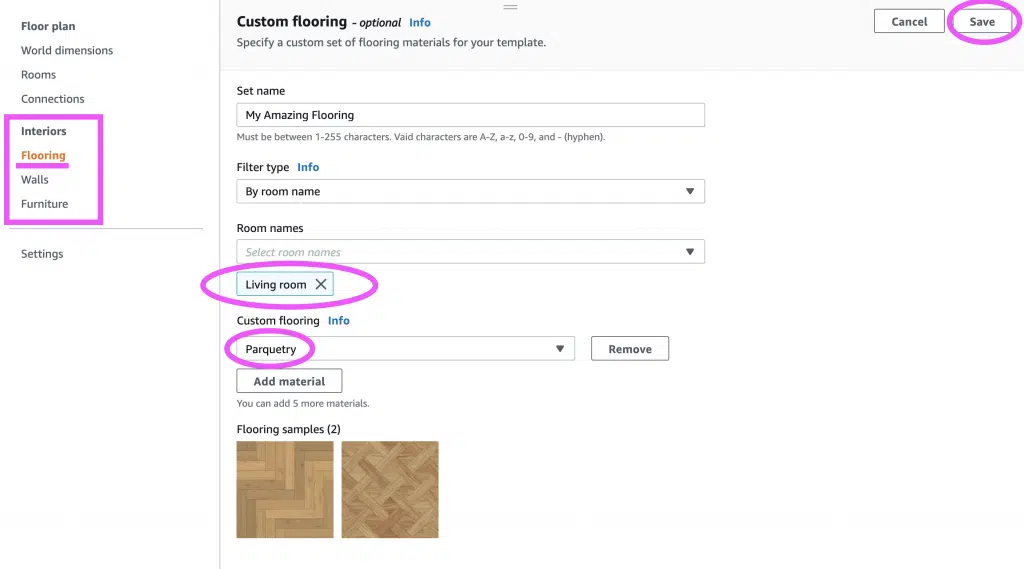 Floor plan
World dimensions
Rooms
Connections
Interiors
Flooring
Walls
Furniture
Settings
Custom flooring - optional Info
Specify a custom set of flooring materials for your template.
Cancel
Save
Set name
My Amazing Flooring
Must be between 1-255 characters. Vaid characters are A-Z, a-z, 0-9, and - (hyphen).
Filter type Info
By room name
Room names
Select room names
Living room
Custom flooring Info
Parquetry
Remove
Add material
You can add 5 more materials.
Flooring samples (2)